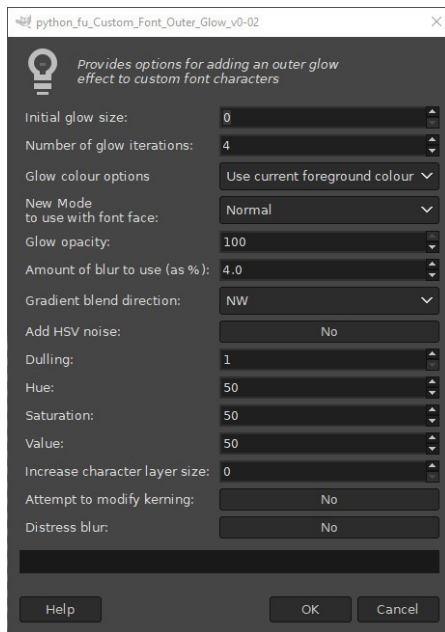 python_fu_Custom_Font_Outer_Glow_v0-02
Provides options for adding an outer glow
effect to custom font characters
Initial glow size: 0
Number of glow iterations: 4
Glow colour options Use current foreground colour
New Mode
to use with font face: Normal
Glow opacity: 100
Amount of blur to use (as %): 4.0
Gradient blend direction: NW
Add HSV noise: No
Dulling: 1
Hue: 50
Saturation: 50
Value: 50
Increase character layer size: 0
Attempt to modify kerning: No
Distress blur: No
Help OK Cancel